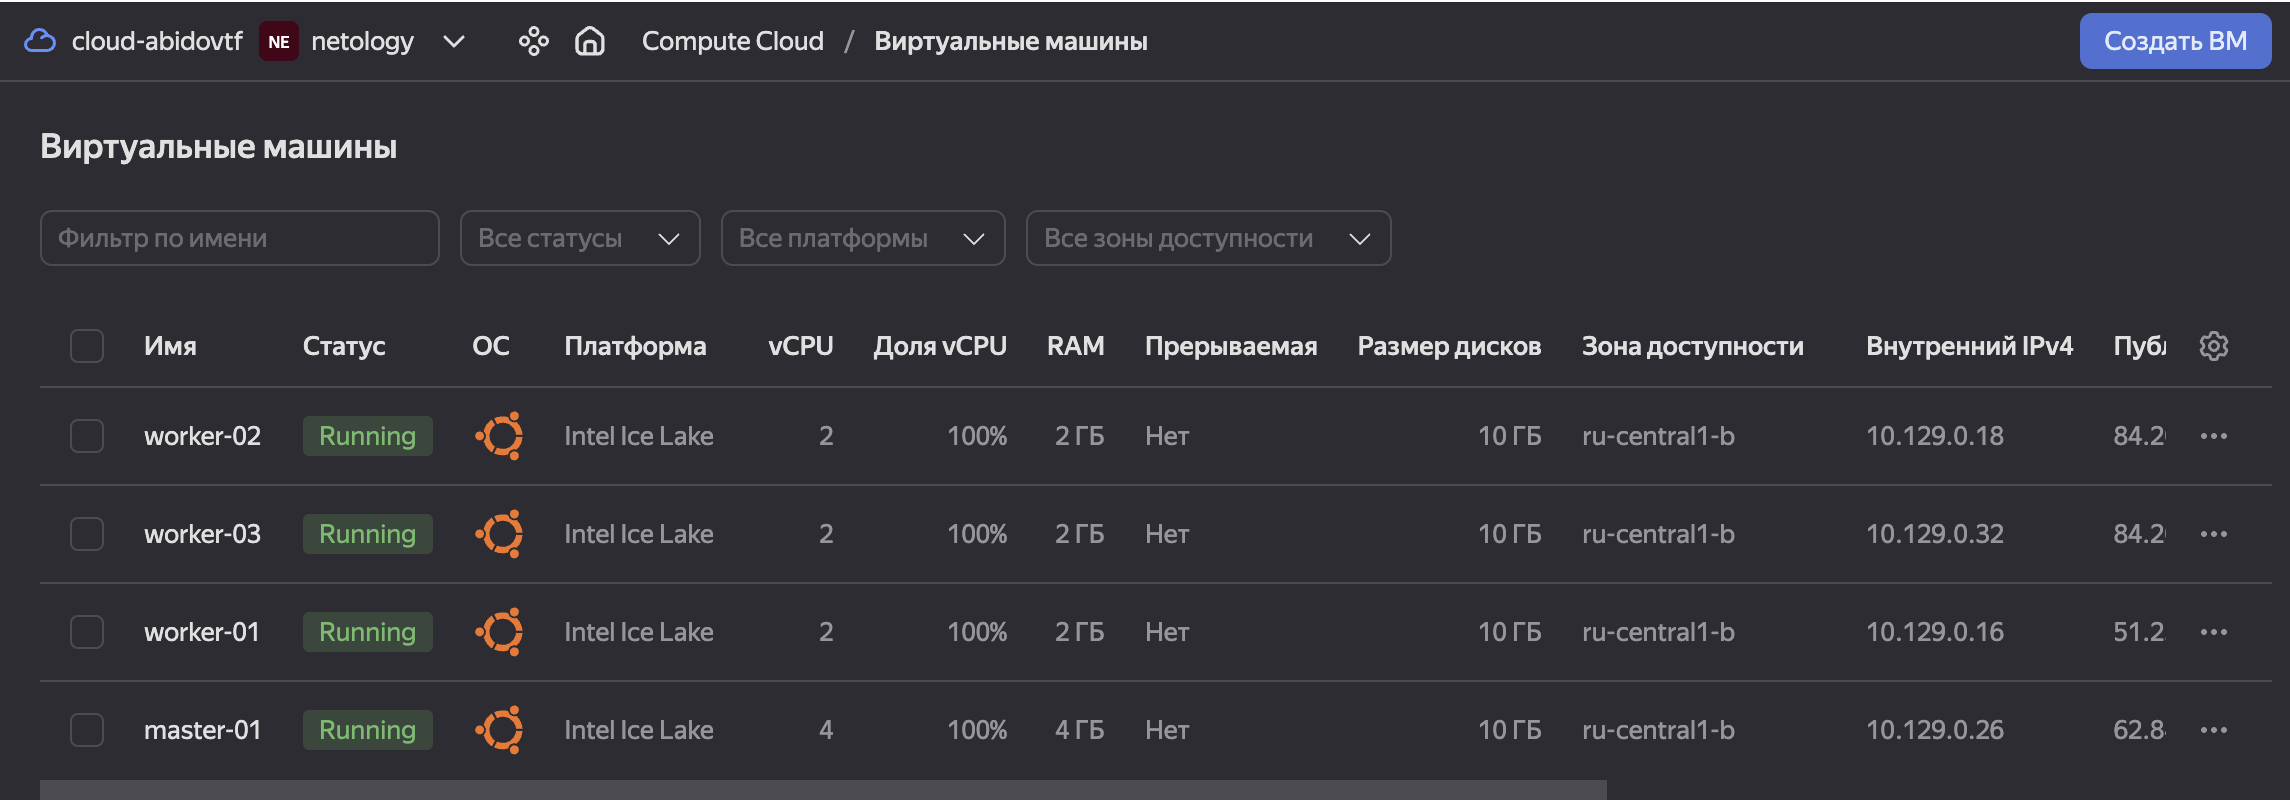 cloud-abidovtf NE netology Compute Cloud / Виртуальные машины Создать ВМ
Виртуальные машины
Фильтр по имени Все статусы Все платформы Все зоны доступности
Имя Статус ОС Платформа vCPU Доля vCPU RAM Прерываемая Размер дисков Зона доступности Внутренний IPv4 Публ
worker-02 Running Intel Ice Lake 2 100% 2 ГБ Нет 10 ГБ ru-central1-b 10.129.0.18 84.2
worker-03 Running Intel Ice Lake 2 100% 2 ГБ Нет 10 ГБ ru-central1-b 10.129.0.32 84.2
worker-01 Running Intel Ice Lake 2 100% 2 ГБ Нет 10 ГБ ru-central1-b 10.129.0.16 51.2
master-01 Running Intel Ice Lake 4 100% 4 ГБ Нет 10 ГБ ru-central1-b 10.129.0.26 62.8